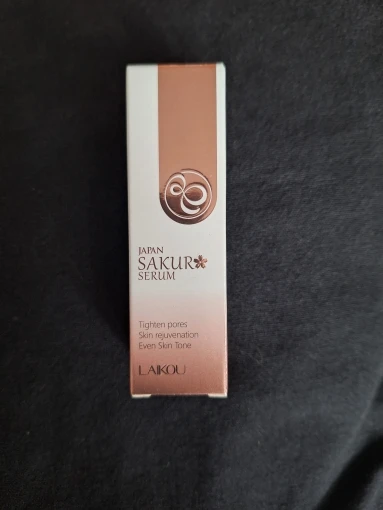 JAPAN
SAKUR
SERUM
Tighten pores
Skin rejuvenation
Even Skin Tone
LAIKOU